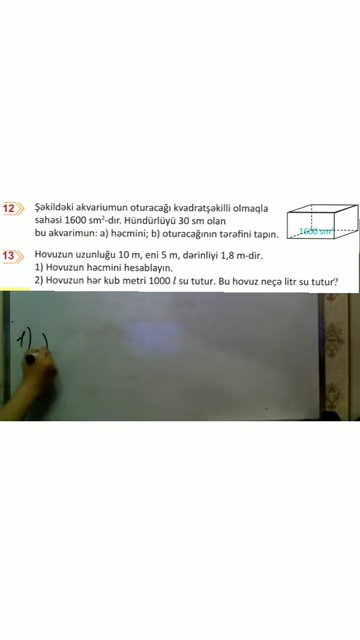 12 Şəkildəki akvariumun oturacağı kvadratşəkilli olmaqla
sahəsi 1600 sm²-dır. Hündürlüyü 30 sm olan
bu akvarimun: a) həcmini; b) oturacağının tərəfini tapın.
1600 sm²
13 Hovuzun uzunluğu 10 m, eni 5 m, dərinliyi 1,8 m-dir.
1) Hovuzun həcmini hesablayın.
2) Hovuzun hər kub metri 1000 l su tutur. Bu hovuz neçə litr su tutur?
1)